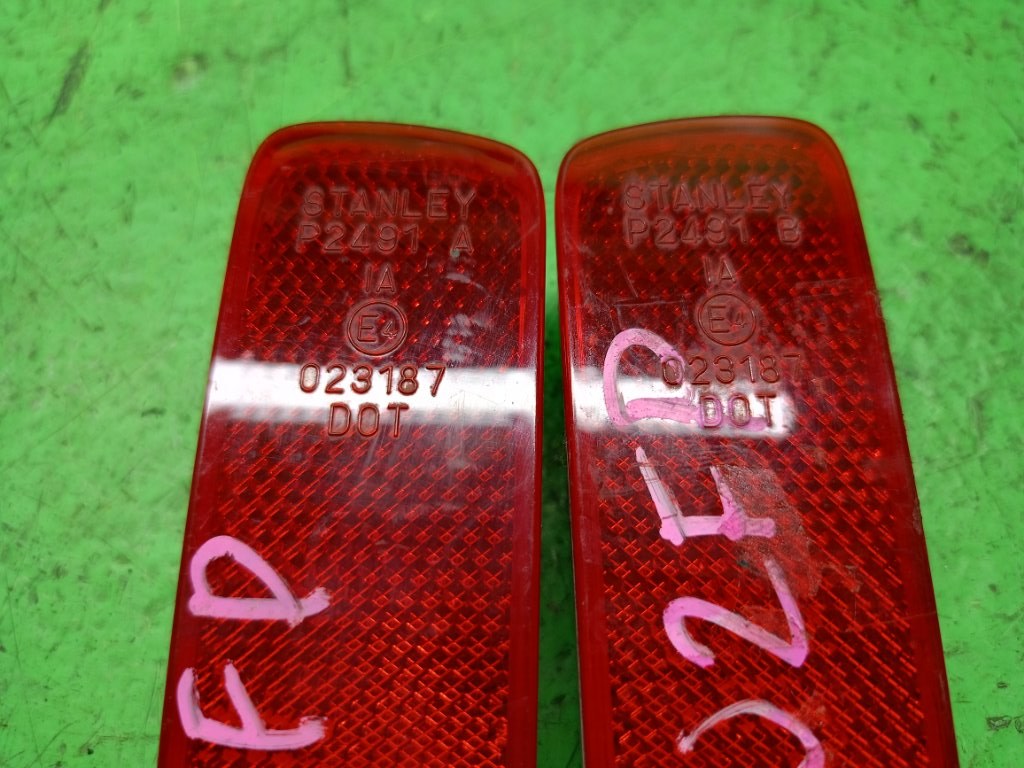 STANLEY
P2491 A
IA
E4
023187
DOT
STANLEY
P2491 B
IA
E4
023187
DOT